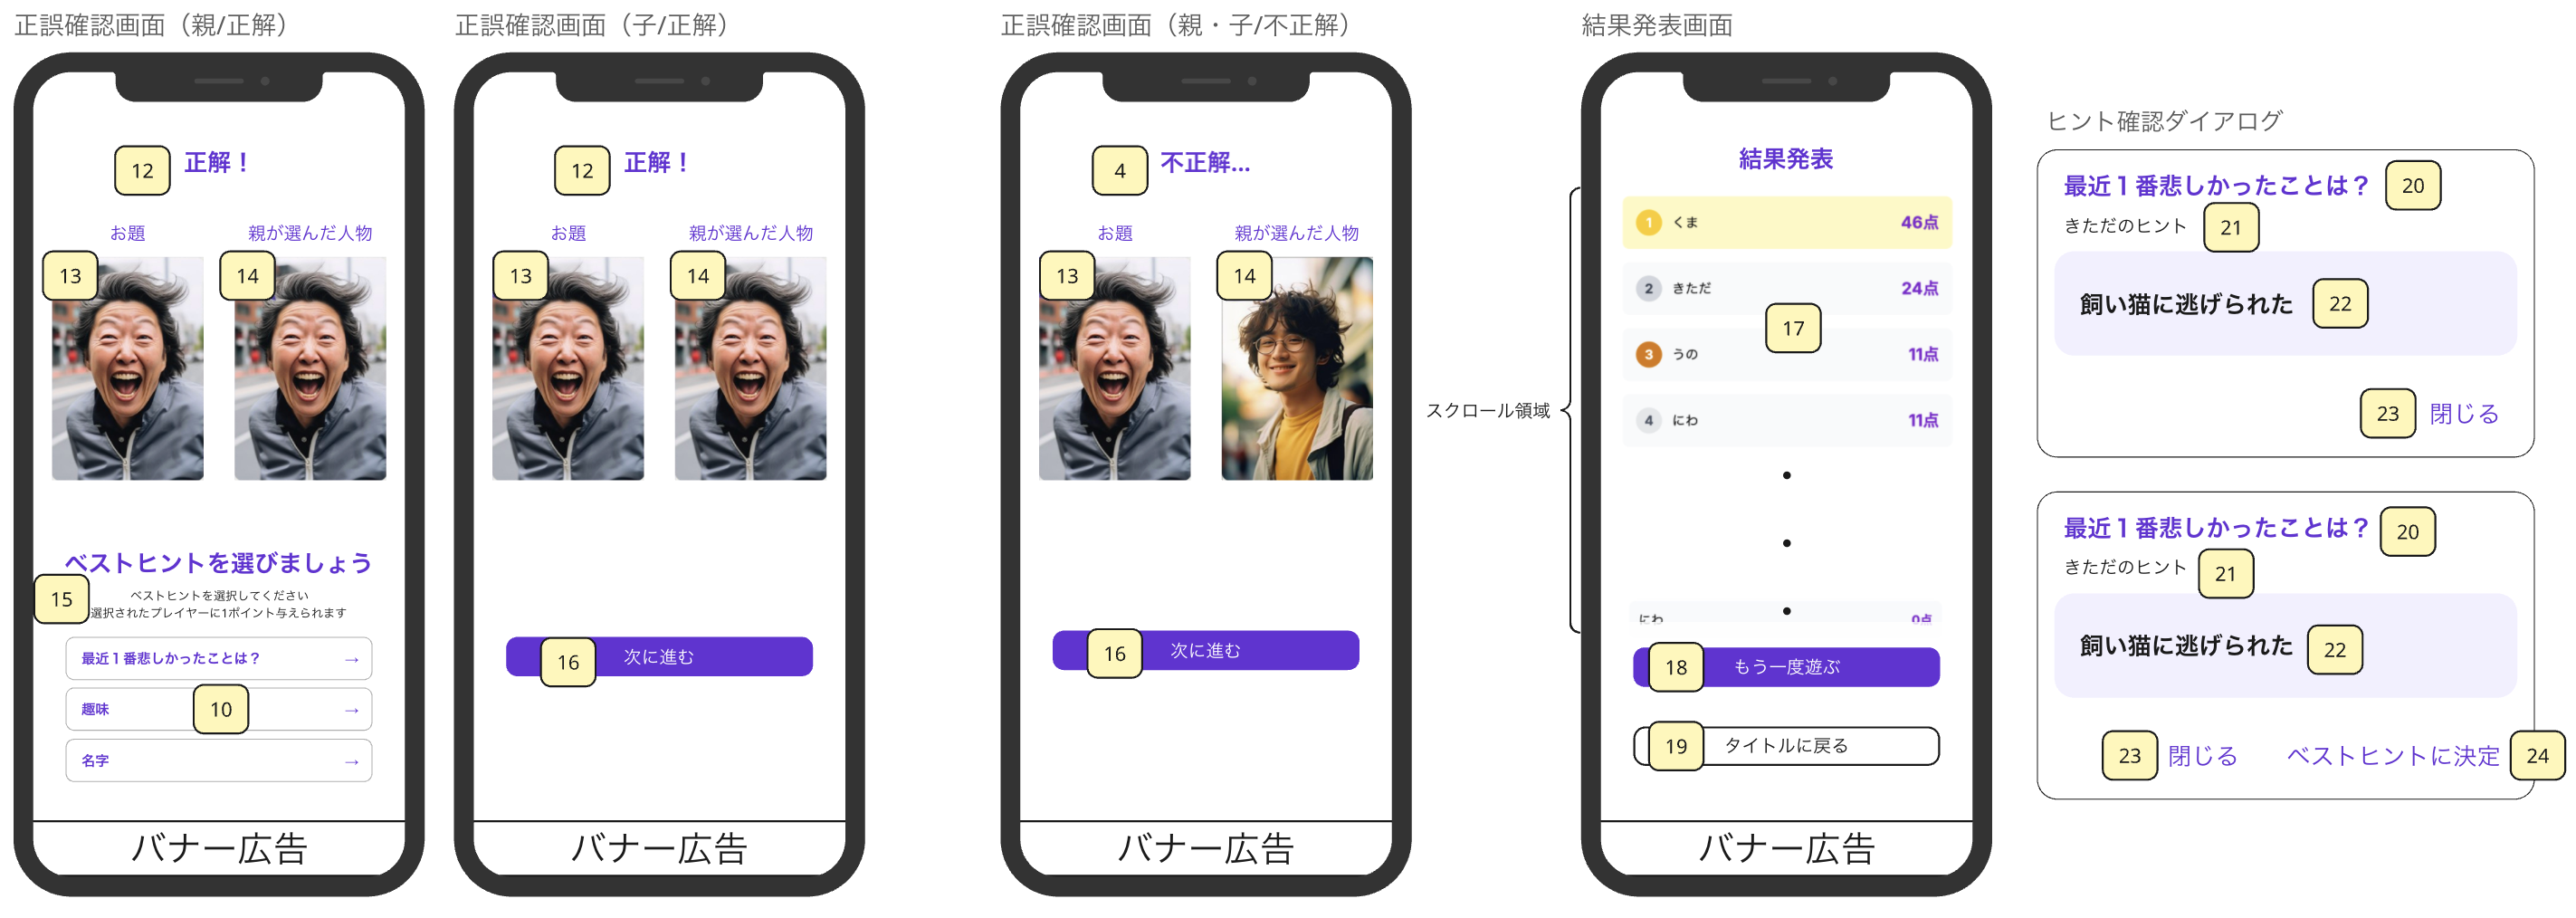 正誤確認画面（親/正解）
12
正解！
お題
親が選んだ人物
13
14
ベストヒントを選びましょう
15
ベストヒントを選択してください
選択されたプレイヤーに1ポイント与えられます
最近１番悲しかったことは？ →
趣味 →
10
名字 →
バナー広告
正誤確認画面（子/正解）
12
正解！
お題
親が選んだ人物
13
14
16
次に進む
バナー広告
正誤確認画面（親・子/不正解）
4
不正解...
お題
親が選んだ人物
13
14
16
次に進む
バナー広告
結果発表画面
結果発表
スクロール領域
1 くま 46点
2 きただ 24点
17
3 うの 11点
4 にわ 11点
にわ 0点
18
もう一度遊ぶ
19
タイトルに戻る
バナー広告
ヒント確認ダイアログ
最近１番悲しかったことは？
20
きただのヒント
21
飼い猫に逃げられた
22
23
閉じる
最近１番悲しかったことは？
20
きただのヒント
21
飼い猫に逃げられた
22
23
閉じる
ベストヒントに決定
24